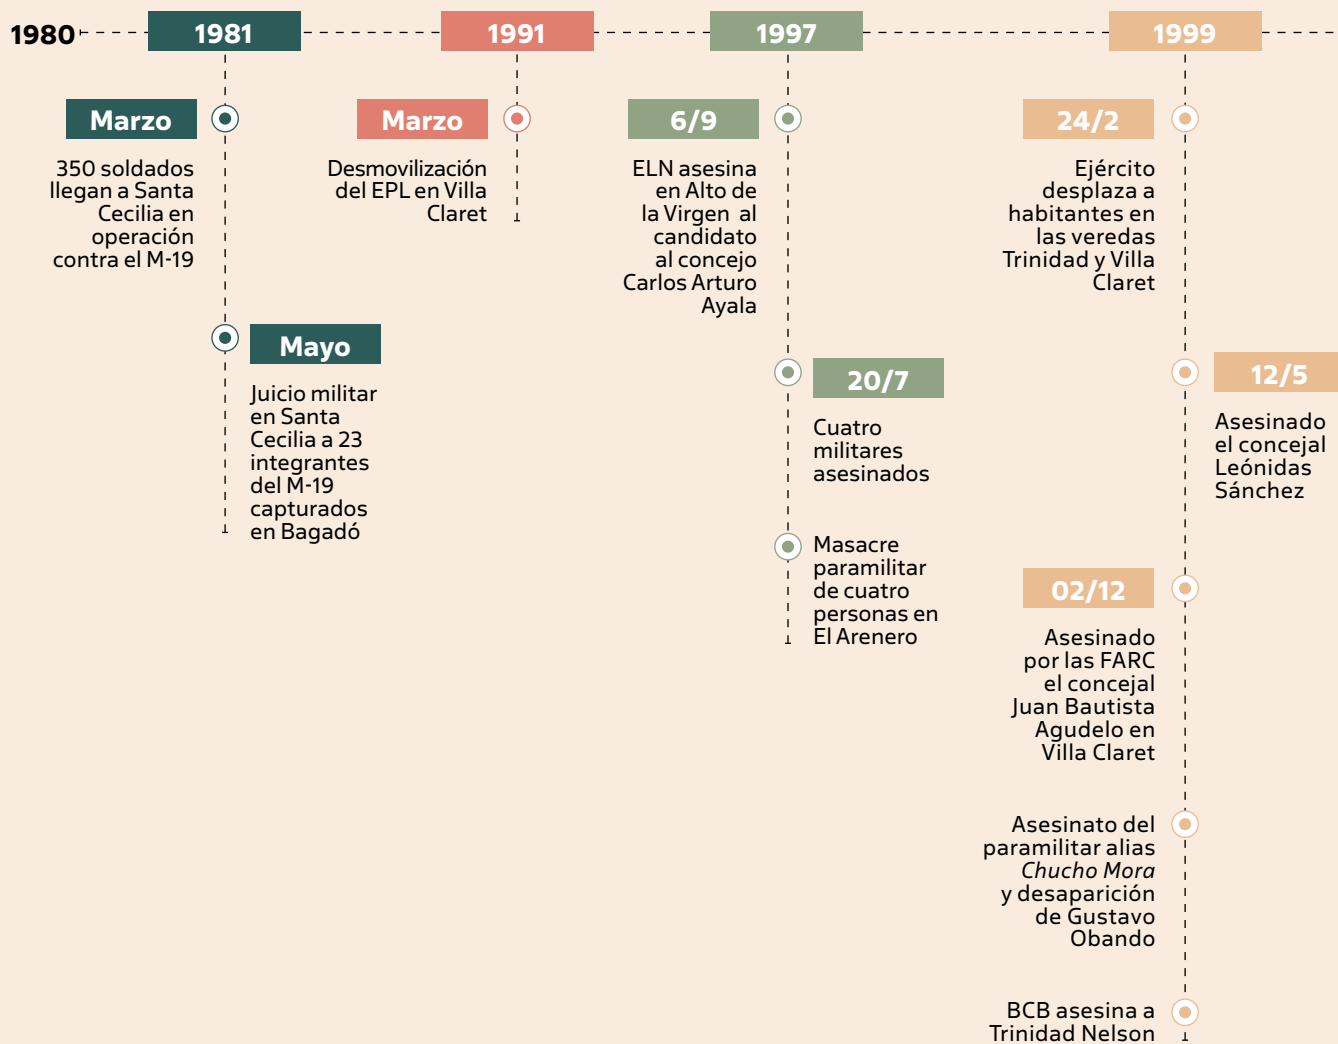 1980
1981
Marzo
350 soldados
llegan a Santa
Cecilia en
operación
contra el M-19
Mayo
Juicio militar
en Santa
Cecilia a 23
integrantes
del M-19
capturados
en Bagadó
1991
Marzo
Desmovilización
del EPL en Villa
Claret
1997
6/9
ELN asesina
en Alto de
la Virgen al
candidato
al concejo
Carlos Arturo
Ayala
20/7
Cuatro
militares
asesinados
Masacre
paramilitar
de cuatro
personas en
El Arenero
1999
24/2
Ejército
desplaza a
habitantes en
las veredas
Trinidad y Villa
Claret
12/5
Asesinado
el concejal
Leónidas
Sánchez
02/12
Asesinado
por las FARC
el concejal
Juan Bautista
Agudelo en
Villa Claret
Asesinato del
paramilitar alias
Chucho Mora
y desaparición
de Gustavo
Obando
BCB asesina a
Trinidad Nelson